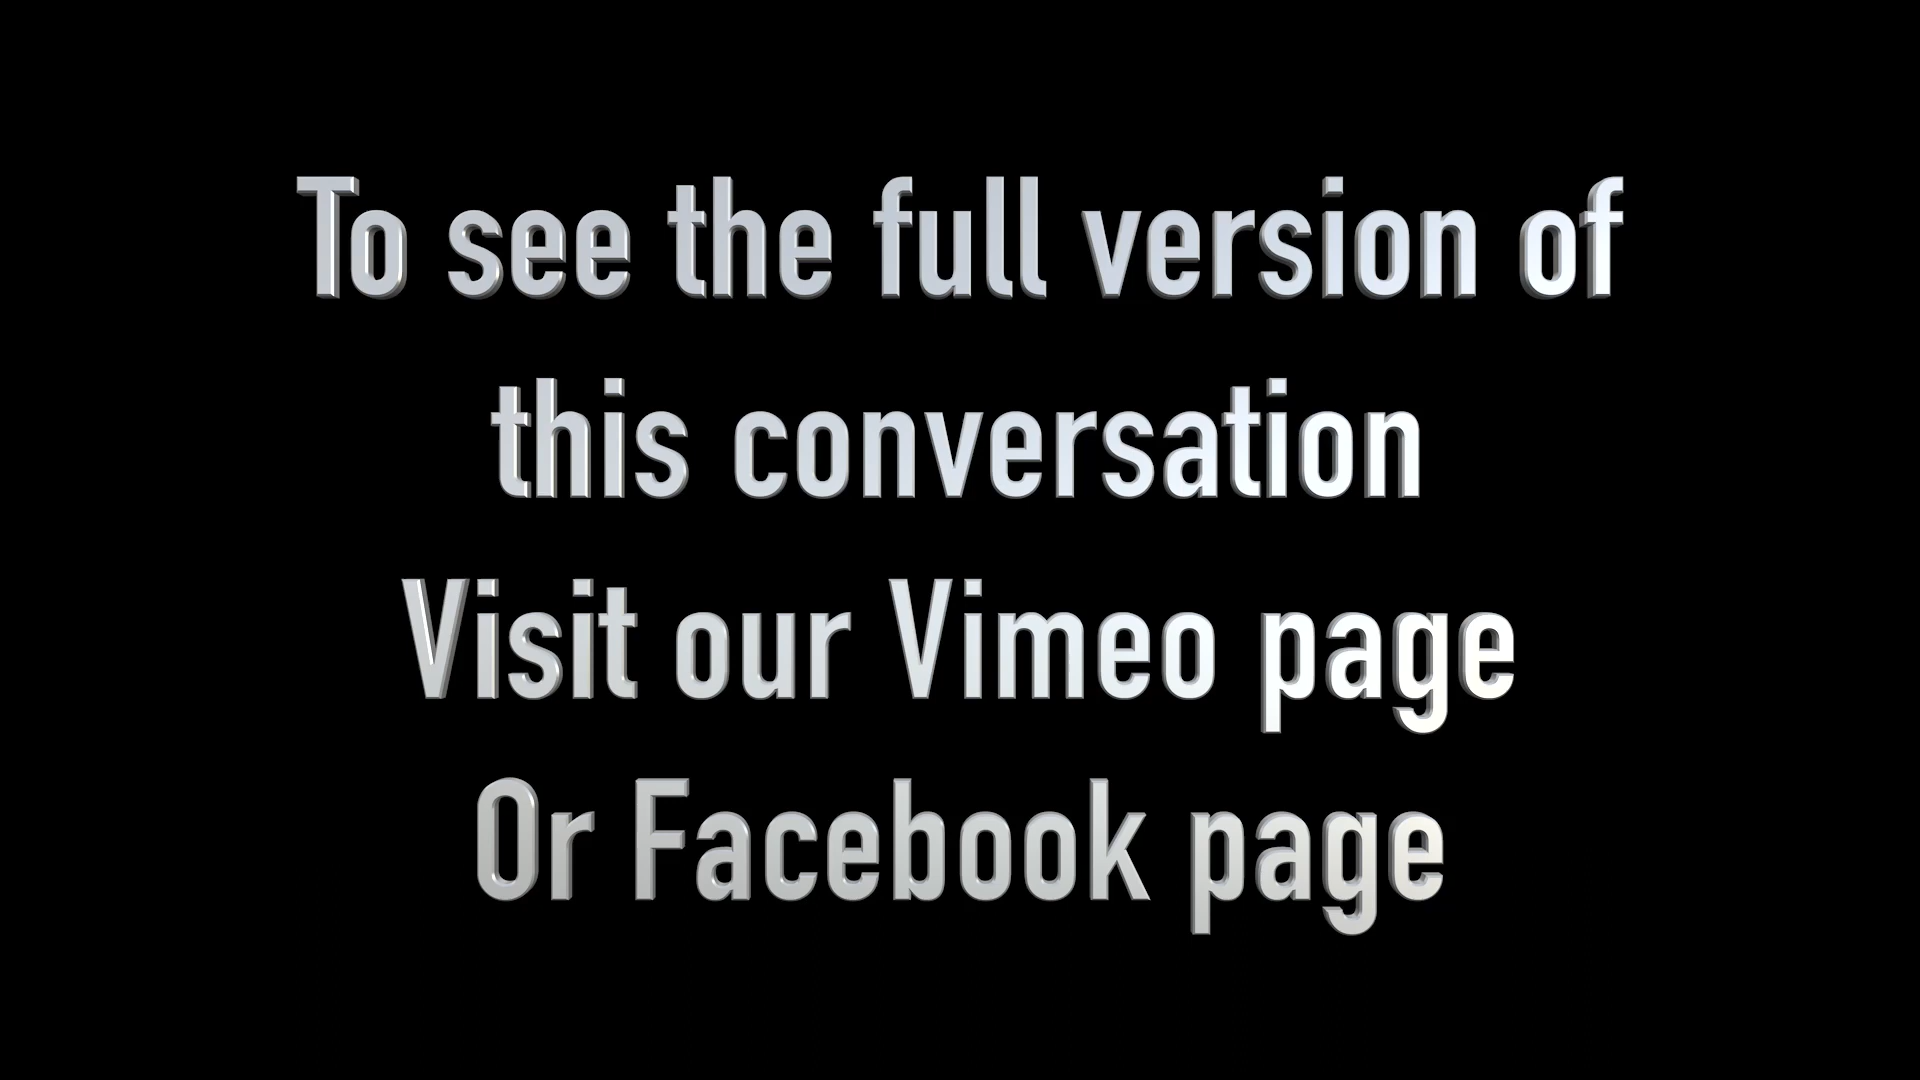 To see the full version of
this conversation
Visit our Vimeo page
Or Facebook page